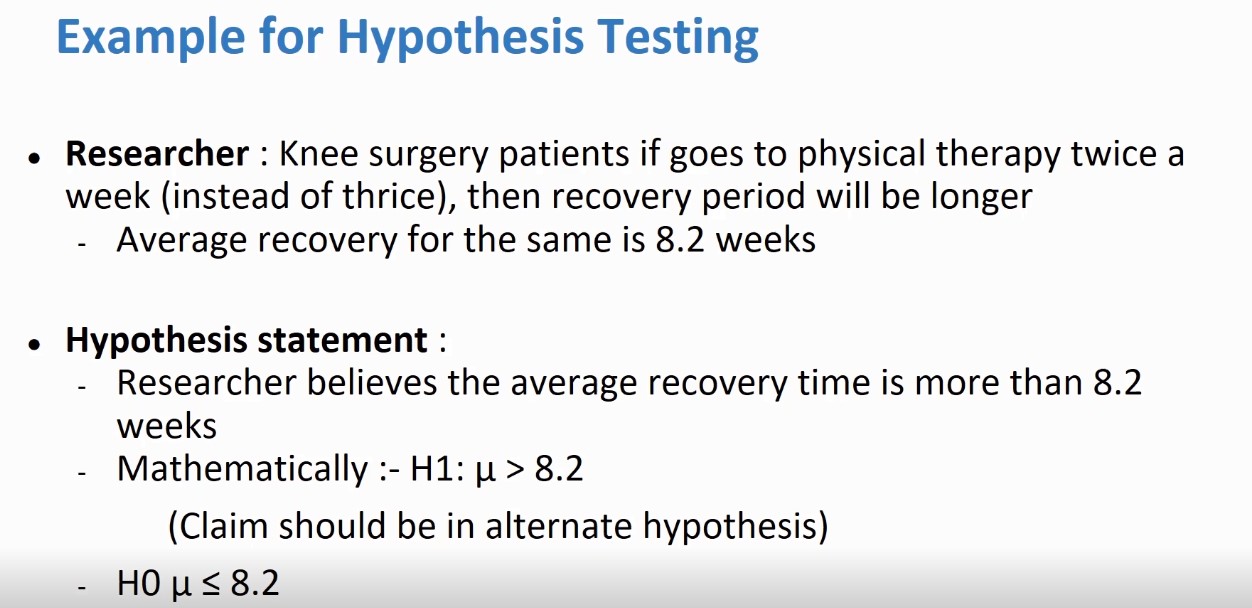 Example for Hypothesis Testing
• Researcher : Knee surgery patients if goes to physical therapy twice a
week (instead of thrice), then recovery period will be longer
- Average recovery for the same is 8.2 weeks
• Hypothesis statement :
- Researcher believes the average recovery time is more than 8.2
weeks
- Mathematically :- H1: μ > 8.2
(Claim should be in alternate hypothesis)
- H0 μ ≤ 8.2